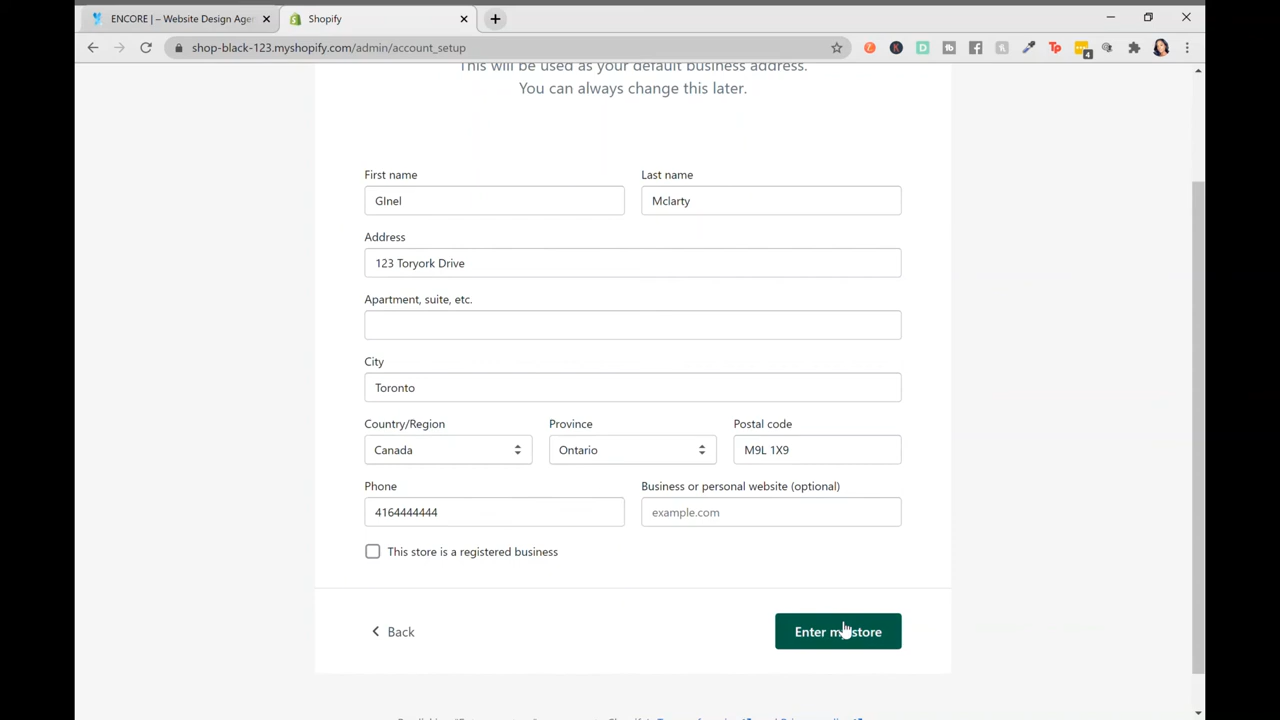 ENCORE | – Website Design Age
Shopify
shop-black-123.myshopify.com/admin/account_setup
4
This will be used as your default business address.
You can always change this later.
First name
Last name
GInel
Mclarty
Address
123 Toryork Drive
Apartment, suite, etc.
City
Toronto
Country/Region
Province
Postal code
Canada
Ontario
M9L 1X9
Phone
Business or personal website (optional)
4164444444
example.com
This store is a registered business
Back
Enter my store